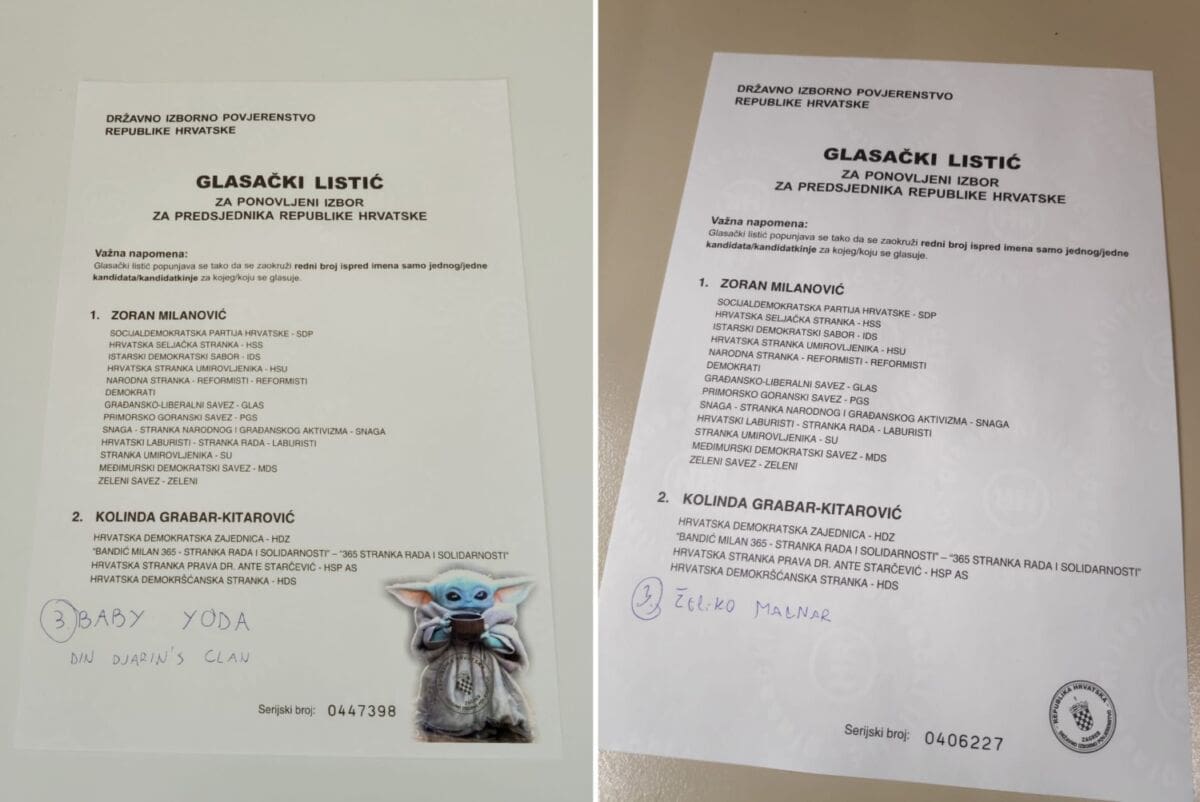 DRŽAVNO IZBORNO POVJERENSTVO
REPUBLIKE HRVATSKE
GLASAČKI LISTIĆ
ZA PONOVLJENI IZBOR
ZA PREDSJEDNIKA REPUBLIKE HRVATSKE
Važna napomena:
Glasački listić popunjava se tako da se zaokruži redni broj ispred imena samo jednog/jedne
kandidata/kandidatkinje za kojeg/koju se glasuje.
1. ZORAN MILANOVIĆ
SOCIJALDEMOKRATSKA PARTIJA HRVATSKE - SDP
HRVATSKA SELJAČKA STRANKA - HSS
ISTARSKI DEMOKRATSKI SABOR - IDS
HRVATSKA STRANKA UMIROVLJENIKA - HSU
NARODNA STRANKA - REFORMISTI - REFORMISTI
DEMOKRATI
GRAĐANSKO-LIBERALNI SAVEZ - GLAS
PRIMORSKO GORANSKI SAVEZ - PGS
SNAGA - STRANKA NARODNOG I GRAĐANSKOG AKTIVIZMA - SNAGA
HRVATSKI LABURISTI - STRANKA RADA - LABURISTI
STRANKA UMIROVLJENIKA - SU
MEĐIMURSKI DEMOKRATSKI SAVEZ - MDS
ZELENI SAVEZ - ZELENI
2. KOLINDA GRABAR-KITAROVIĆ
HRVATSKA DEMOKRATSKA ZAJEDNICA - HDZ
"BANDIĆ MILAN 365 - STRANKA RADA I SOLIDARNOSTI" – "365 STRANKA RADA I SOLIDARNOSTI"
HRVATSKA STRANKA PRAVA DR. ANTE STARČEVIĆ - HSP AS
HRVATSKA DEMOKRŠĆANSKA STRANKA - HDS
3 BABY YODA
DIN DJARIN'S CLAN
Serijski broj: 0447398
DRŽAVNO IZBORNO POVJERENSTVO
REPUBLIKE HRVATSKE
GLASAČKI LISTIĆ
ZA PONOVLJENI IZBOR
ZA PREDSJEDNIKA REPUBLIKE HRVATSKE
Važna napomena:
Glasački listić popunjava se tako da se zaokruži redni broj ispred imena samo jednog/jedne
kandidata/kandidatkinje za kojeg/koju se glasuje.
1. ZORAN MILANOVIĆ
SOCIJALDEMOKRATSKA PARTIJA HRVATSKE - SDP
HRVATSKA SELJAČKA STRANKA - HSS
ISTARSKI DEMOKRATSKI SABOR - IDS
HRVATSKA STRANKA UMIROVLJENIKA - HSU
NARODNA STRANKA - REFORMISTI - REFORMISTI
DEMOKRATI
GRAĐANSKO-LIBERALNI SAVEZ - GLAS
PRIMORSKO GORANSKI SAVEZ - PGS
SNAGA - STRANKA NARODNOG I GRAĐANSKOG AKTIVIZMA - SNAGA
HRVATSKI LABURISTI - STRANKA RADA - LABURISTI
STRANKA UMIROVLJENIKA - SU
MEĐIMURSKI DEMOKRATSKI SAVEZ - MDS
ZELENI SAVEZ - ZELENI
2. KOLINDA GRABAR-KITAROVIĆ
HRVATSKA DEMOKRATSKA ZAJEDNICA - HDZ
"BANDIĆ MILAN 365 - STRANKA RADA I SOLIDARNOSTI" – "365 STRANKA RADA I SOLIDARNOSTI"
HRVATSKA STRANKA PRAVA DR. ANTE STARČEVIĆ - HSP AS
HRVATSKA DEMOKRŠĆANSKA STRANKA - HDS
3. ŽELJKO MALNAR
Serijski broj: 0406227
REPUBLIKA HRVATSKA
DRŽAVNO IZBORNO POVJERENSTVO
ZAGREB